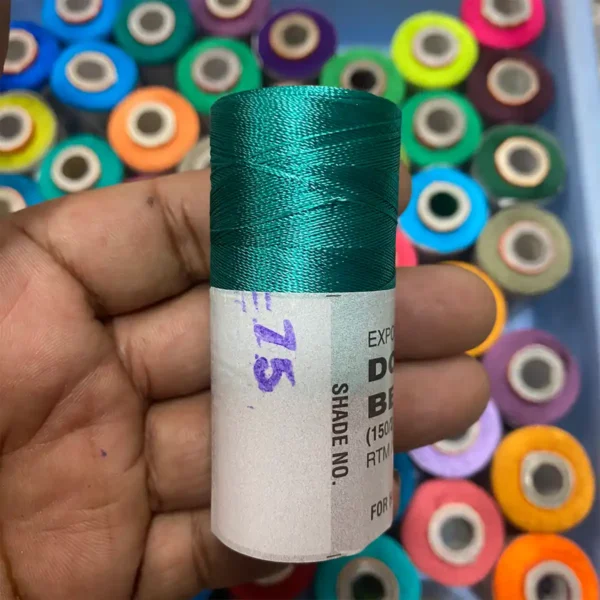 75
SHADE NO.
EXPO
DO
BE
(150/
RTM
FOR